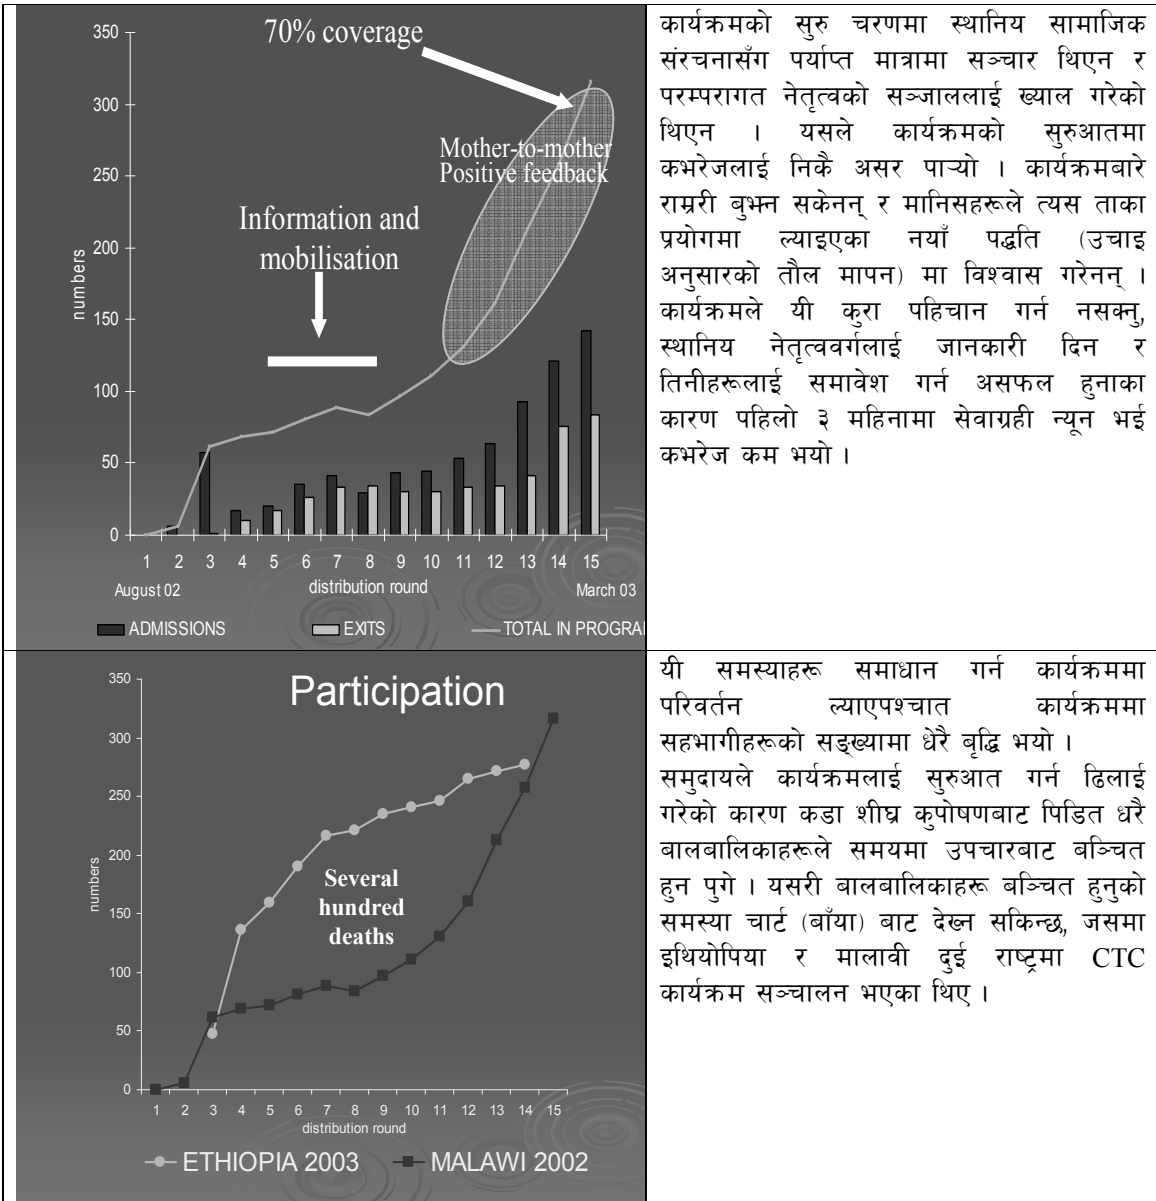 350
300
250
200
150
100
50
0
numbers
70% coverage
Mother-to-mother
Positive feedback
Information and
mobilisation
1 2 3 4 5 6 7 8 9 10 11 12 13 14 15
August 02
distribution round
March 03
ADMISSIONS EXITS TOTAL IN PROGRA
कार्यक्रमको सुरु चरणमा स्थानिय सामाजिक
संरचनासँग पर्याप्त मात्रामा सञ्चार थिएन र
परम्परागत नेतृत्वको सञ्जाललाई ख्याल गरेको
थिएन । यसले कार्यक्रमको सुरुआतमा
कभरेजलाई निकै असर पाऱ्यो । कार्यक्रमबारे
राम्ररी बुझ्न सकेनन् र मानिसहरूले त्यस ताका
प्रयोगमा ल्याइएका नयाँ पद्धति (उचाइ
अनुसारको तौल मापन) मा विश्वास गरेनन् ।
कार्यक्रमले यी कुरा पहिचान गर्न नसक्नु,
स्थानिय नेतृत्ववर्गलाई जानकारी दिन र
तिनीहरूलाई समावेश गर्न असफल हुनाका
कारण पहिलो ३ महिनामा सेवाग्रही न्यून भई
कभरेज कम भयो ।
Participation
350
300
250
200
150
100
50
0
numbers
Several
hundred
deaths
1 2 3 4 5 6 7 8 9 10 11 12 13 14 15
distribution round
ETHIOPIA 2003 MALAWI 2002
यी समस्याहरू समाधान गर्न कार्यक्रममा
परिवर्तन ल्याएपश्चात कार्यक्रममा
सहभागीहरूको सङ्ख्यामा धेरै बृद्धि भयो ।
समुदायले कार्यक्रमलाई सुरुआत गर्न ढिलाई
गरेको कारण कडा शीघ्र कुपोषणबाट पिडित धरै
बालबालिकाहरूले समयमा उपचारबाट बञ्चित
हुन पुगे । यसरी बालबालिकाहरू बञ्चित हुनुको
समस्या चार्ट (बाँया) बाट देख्न सकिन्छ, जसमा
इथियोपिया र मालावी दुई राष्ट्रमा CTC
कार्यक्रम सञ्चालन भएका थिए ।